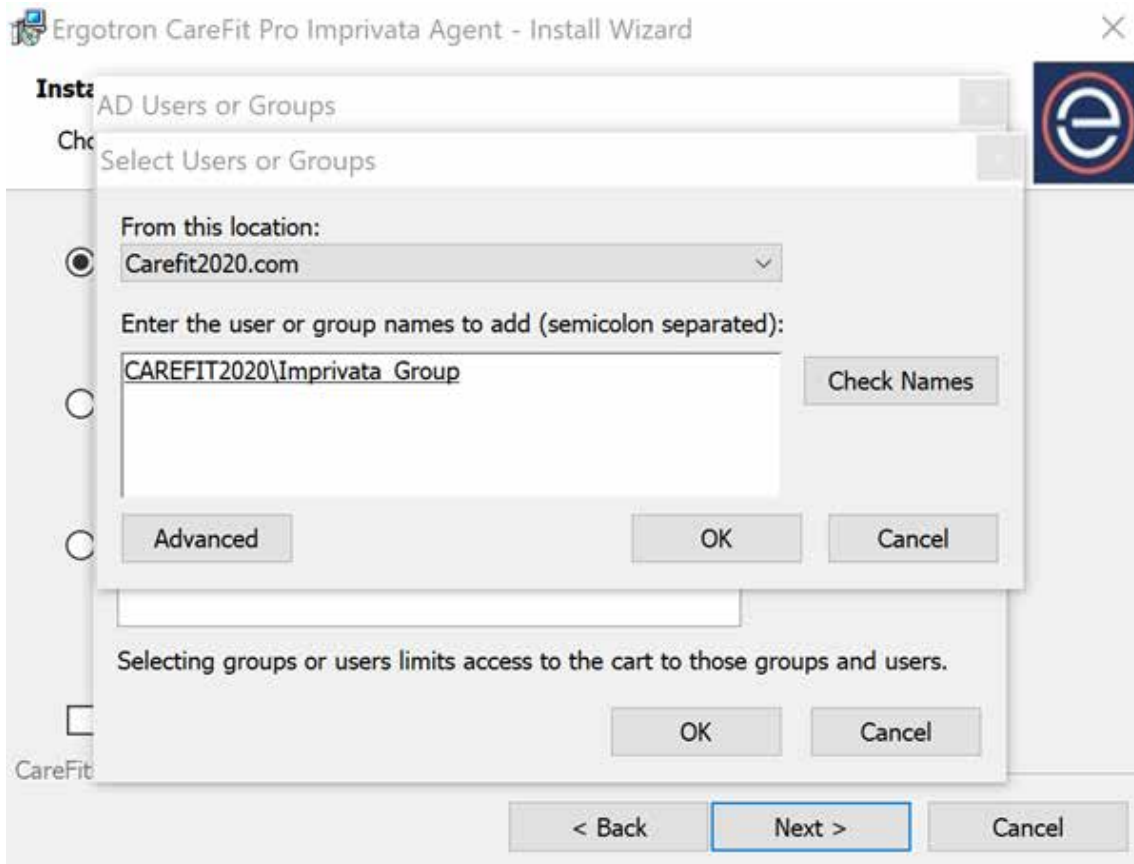 Ergotron CareFit Pro Imprivata Agent - Install Wizard
Insta
AD Users or Groups
Cho
Select Users or Groups
From this location:
Carefit2020.com
Enter the user or group names to add (semicolon separated):
CAREFIT2020\Imprivata Group
Check Names
Advanced
OK
Cancel
Selecting groups or users limits access to the cart to those groups and users.
OK
Cancel
CareFit
< Back
Next >
Cancel